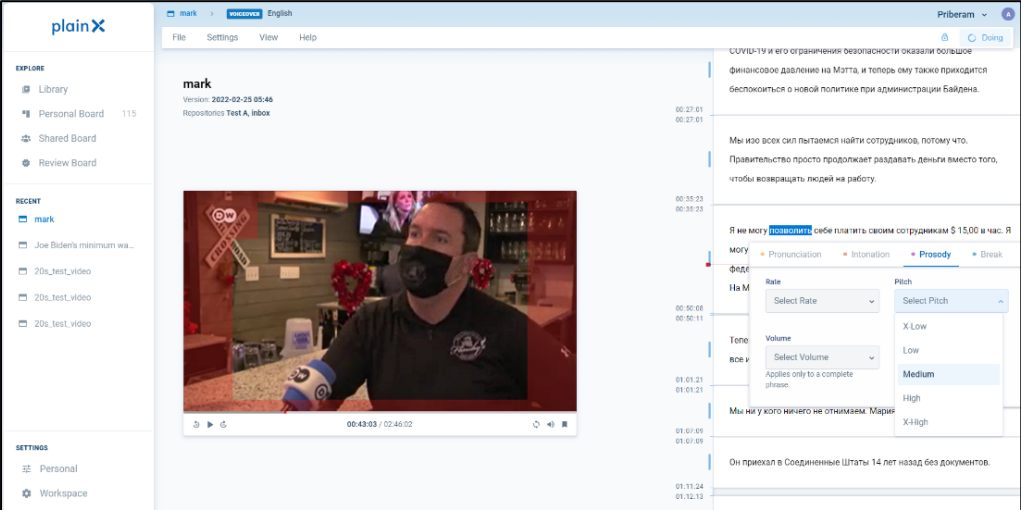 plain X
EXPLORE
Library
Personal Board 115
Shared Board
Review Board
RECENT
mark
Joe Biden's minimum wa...
20s_test_video
20s_test_video
20s_test_video
SETTINGS
Personal
Workspace
mark > VOICEOVER English
Priberam A
File Settings View Help
Doing
mark
Version: 2022-02-25 05:46
Repositories Test A, inbox
DW
00:43:03 / 02:46:02
COVID-19 и его ограничения безопасности оказали большое
финансовое давление на Мэтта, и теперь ему также приходится
беспокоиться о новой политике при администрации Байдена.
00:27:01
00:27:01
Мы изо всех сил пытаемся найти сотрудников, потому что.
Правительство просто продолжает раздавать деньги вместо того,
чтобы возвращать людей на работу.
00:35:23
00:35:23
Я не могу позволить себе платить своим сотрудникам $ 15,00 в час. Я
могу
феде
На М
Pronunciation Intonation Prosody Break
Rate
Select Rate
Pitch
Select Pitch
X-Low
Low
Medium
High
X-High
Volume
Select Volume
Applies only to a complete
phrase.
00:50:08
00:50:11
Тепе
все и
01:01:21
01:01:21
Мы ни у кого ничего не отнимаем. Мария
01:07:09
01:07:09
Он приехал в Соединенные Штаты 14 лет назад без документов.
01:11:24
01:12:13